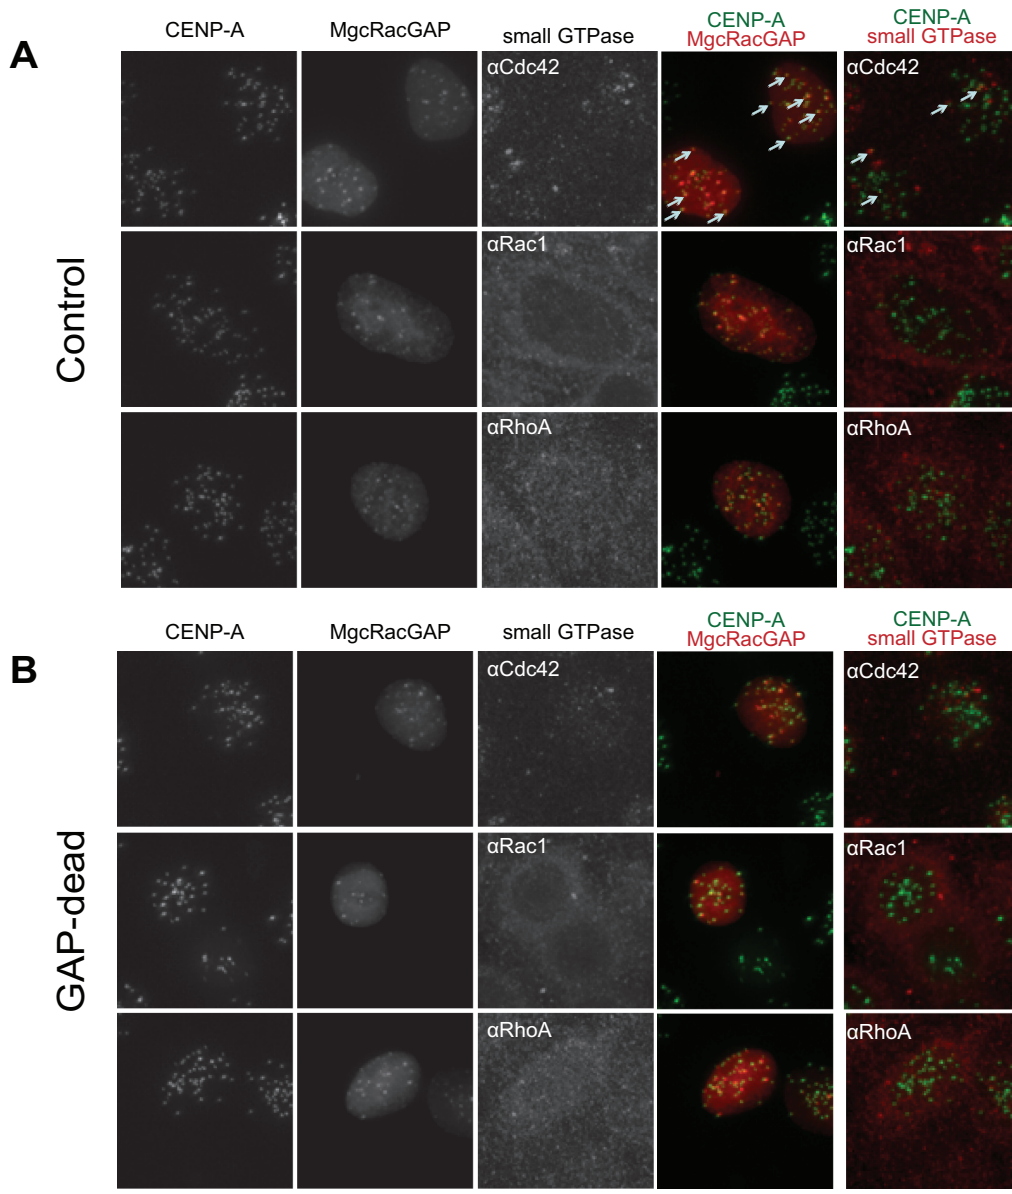 A
CENP-A
MgcRacGAP
small GTPase
CENP-A
MgcRacGAP
CENP-A
small GTPase
Control
αCdc42
αCdc42
αRac1
αRac1
αRhoA
αRhoA
B
CENP-A
MgcRacGAP
small GTPase
CENP-A
MgcRacGAP
CENP-A
small GTPase
GAP-dead
αCdc42
αCdc42
αRac1
αRac1
αRhoA
αRhoA